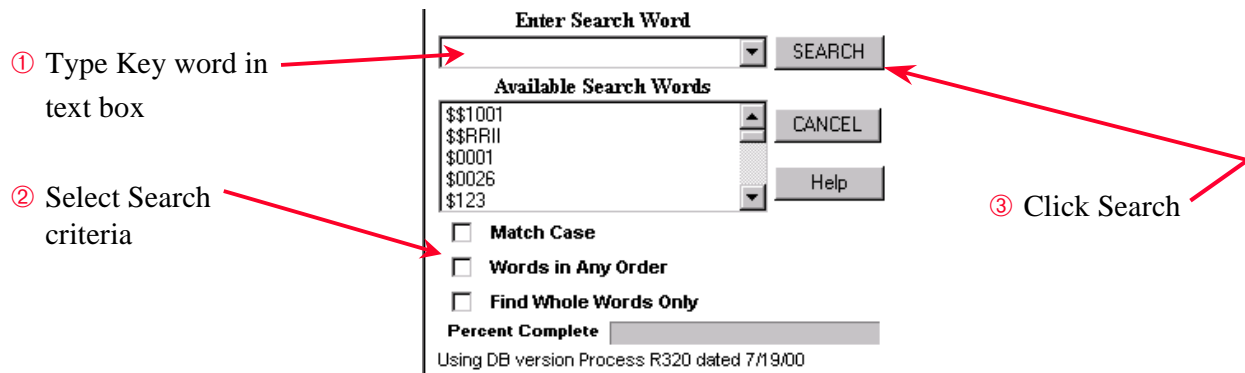 Enter Search Word
① Type Key word in
text box
SEARCH
Available Search Words
$$1001
$$RRII
$0001
$0026
$123
CANCEL
Help
② Select Search
criteria
③ Click Search
Match Case
Words in Any Order
Find Whole Words Only
Percent Complete
Using DB version Process R320 dated 7/19/00